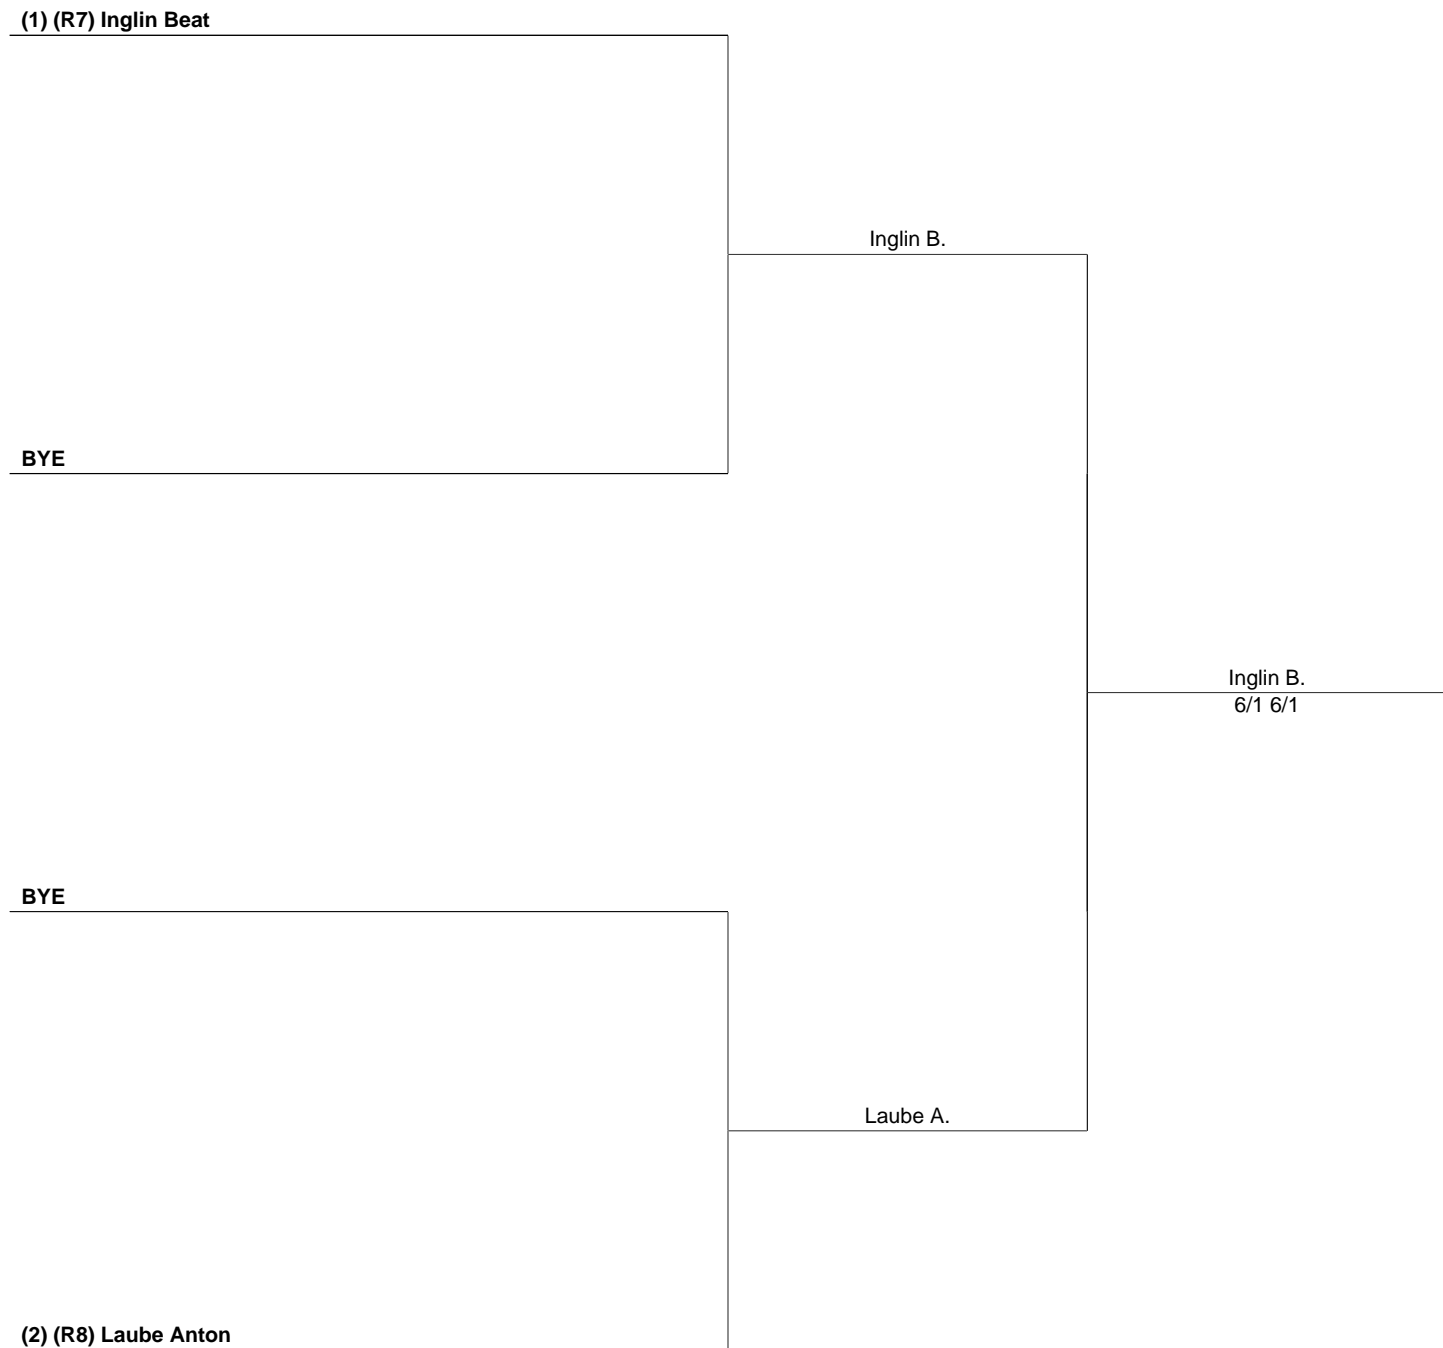 (1) (R7) Inglin Beat
Inglin B.
BYE
Inglin B.
6/1 6/1
BYE
Laube A.
(2) (R8) Laube Anton